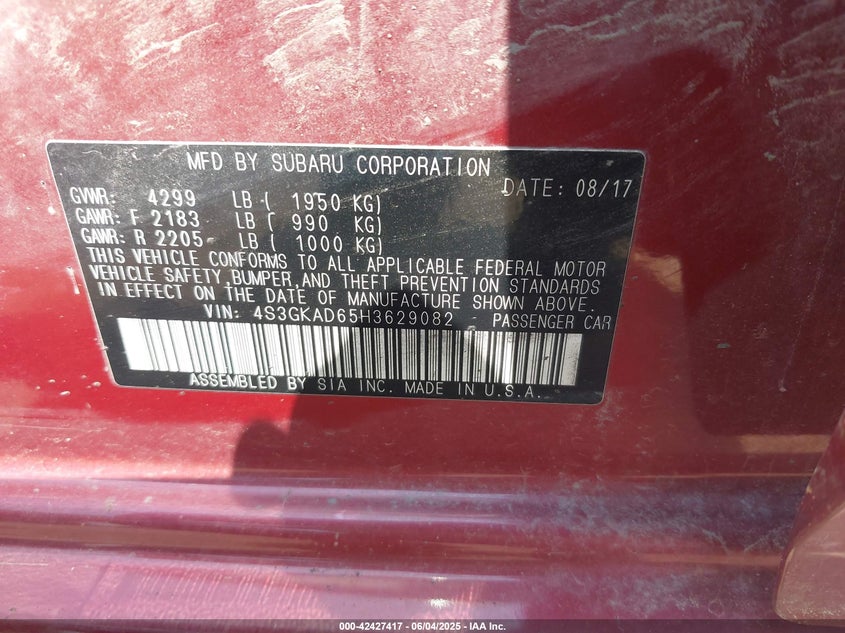 MFD BY SUBARU CORPORATION
DATE: 08/17
GVWR: 4299 LB ( 1950 KG)
GAWR: F 2183 LB ( 990 KG)
GAWR: R 2205 LB ( 1000 KG)
THIS VEHICLE CONFORMS TO ALL APPLICABLE FEDERAL MOTOR
VEHICLE SAFETY, BUMPER, AND THEFT PREVENTION STANDARDS
IN EFFECT ON THE DATE OF MANUFACTURE SHOWN ABOVE.
VIN: 4S3GKAD65H3629082 PASSENGER CAR
ASSEMBLED BY SIA INC. MADE IN U.S.A.
000-42427417 - 06/04/2025 - IAA Inc.